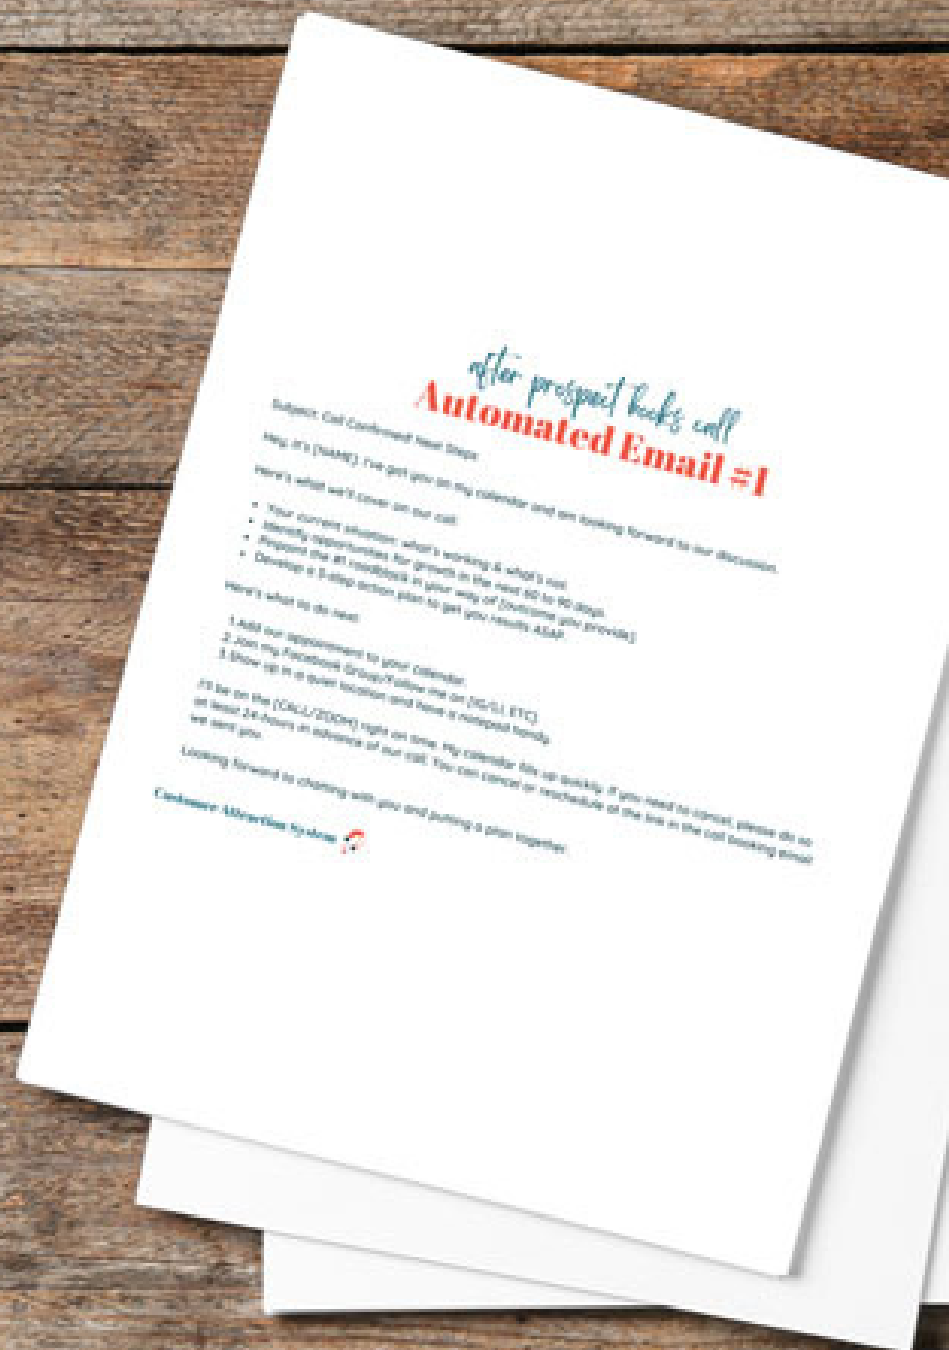 after prospect books call
Automated Email #1
Subject: Call Confirmed! Next Steps
Hey, it's [NAME]. I've got you on my calendar and am looking forward to our discussion.
Here's what we'll cover on our call:
• Your current situation: what's working & what's not.
• Identify opportunities for growth in the next 60 to 90 days.
• Pinpoint the #1 roadblock in your way of [outcome you provide]
• Develop a 3-step action plan to get you results ASAP.
Here's what to do next:
1. Add our appointment to your calendar.
2. Join my Facebook Group/Follow me on [IG/LI, ETC]
3. Show up in a quiet location and have a notepad handy.
I'll be on the [CALL/ZOOM] right on time. My calendar fills up quickly. If you need to cancel, please do so
at least 24-hours in advance of our call. You can cancel or reschedule at the link in the call booking email
we sent you.
Looking forward to chatting with you and putting a plan together.
Customer Attraction System